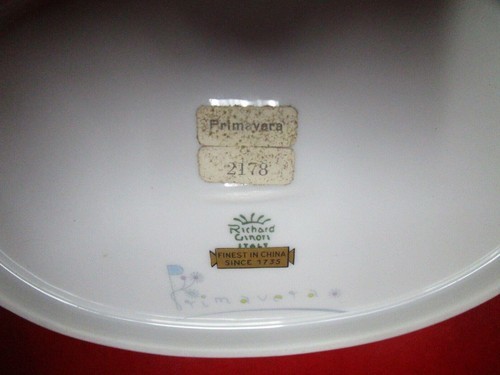 Primavera
2178
Richard
Ginori
ITALY
FINEST IN CHINA
SINCE 1735
Primavera